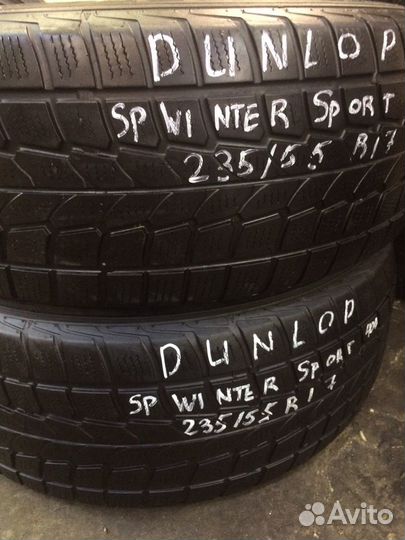 DUNLOP
SP WINTER SPORT
235/55 R17
DUNLOP
SP WINTER SPORT
235/55 R17
Avito